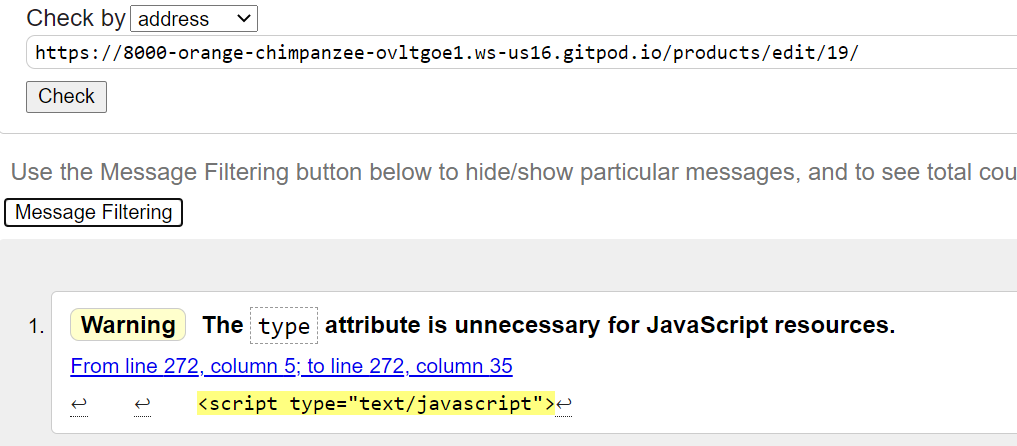 Check by address
https://8000-orange-chimpanzee-ovltgoe1.ws-us16.gitpod.io/products/edit/19/
Check
Use the Message Filtering button below to hide/show particular messages, and to see total cou
Message Filtering
1. Warning The type attribute is unnecessary for JavaScript resources.
From line 272, column 5; to line 272, column 35
↩ ↩ <script type="text/javascript">↩